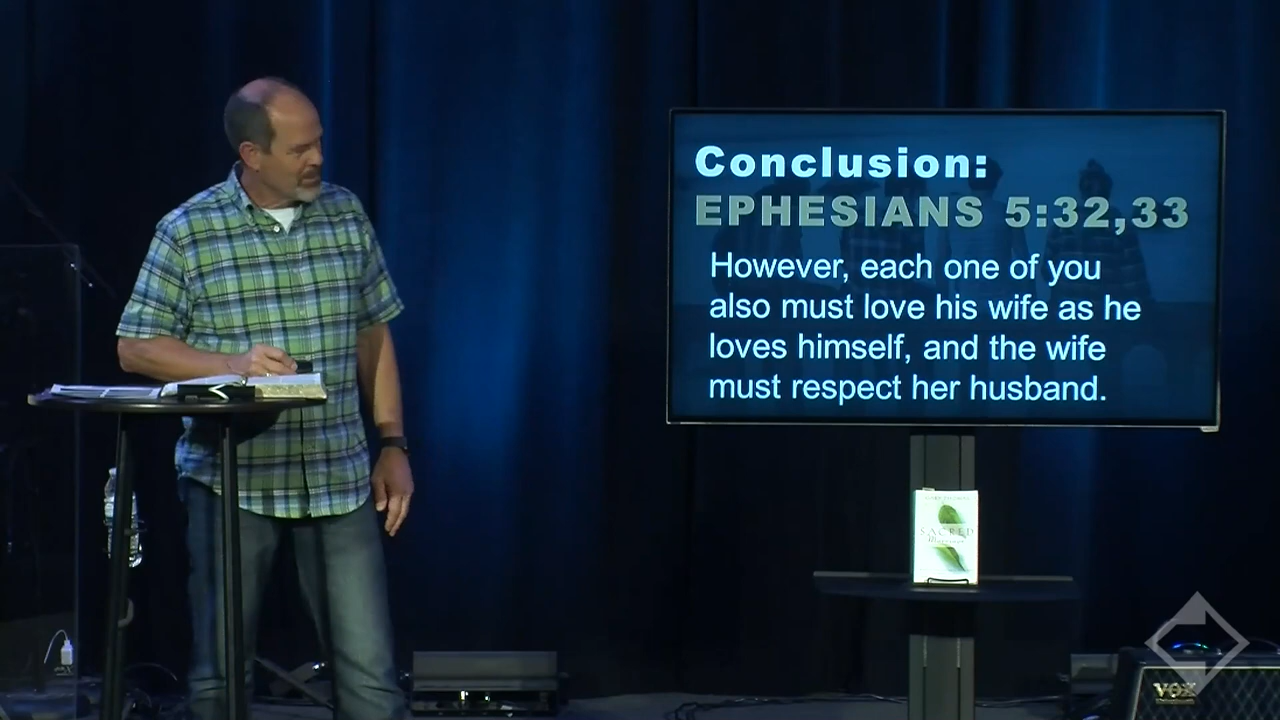 Conclusion:
EPHESIANS 5:32,33
However, each one of you
also must love his wife as he
loves himself, and the wife
must respect her husband.
SACRED
VOX